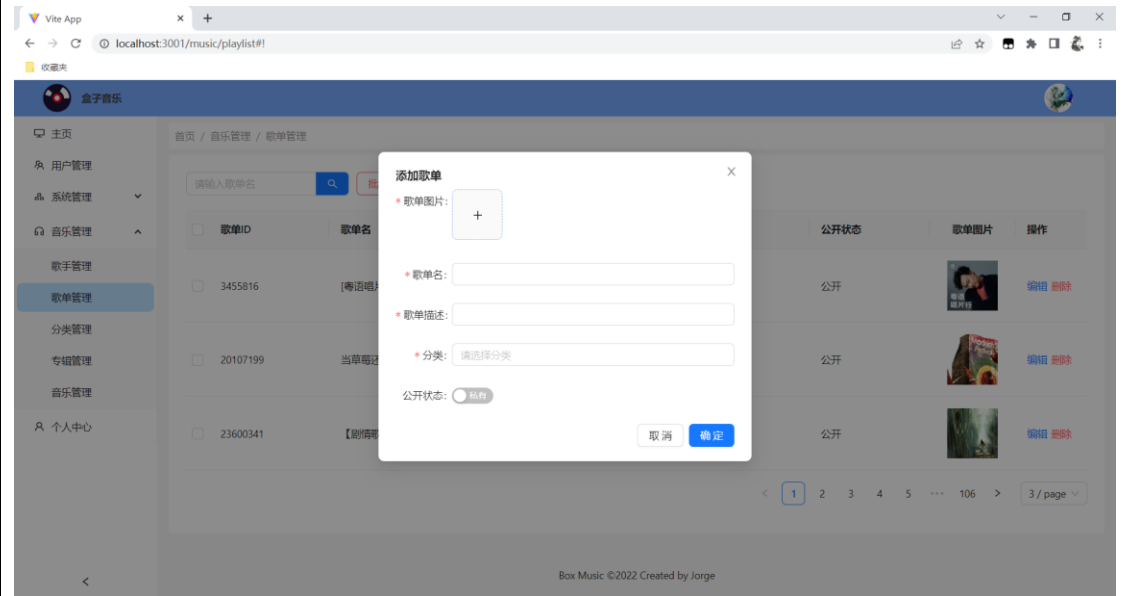 Vite App
localhost:3001/music/playlist#!
收藏夹
盒子音乐
主页
用户管理
系统管理
音乐管理
歌手管理
歌单管理
分类管理
专辑管理
音乐管理
个人中心
首页 / 音乐管理 / 歌单管理
请输入歌单名
批
歌单ID 歌单名 公开状态 歌单图片 操作
3455816 [粤语唱片 公开 编辑 删除
20107199 当草莓还 公开 编辑 删除
23600341 【剧情歌 公开 编辑 删除
添加歌单
* 歌单图片:
+
* 歌单名:
* 歌单描述:
* 分类: 请选择分类
公开状态: 私有
取 消 确 定
< 1 2 3 4 5 ··· 106 > 3 / page
Box Music ©2022 Created by Jorge